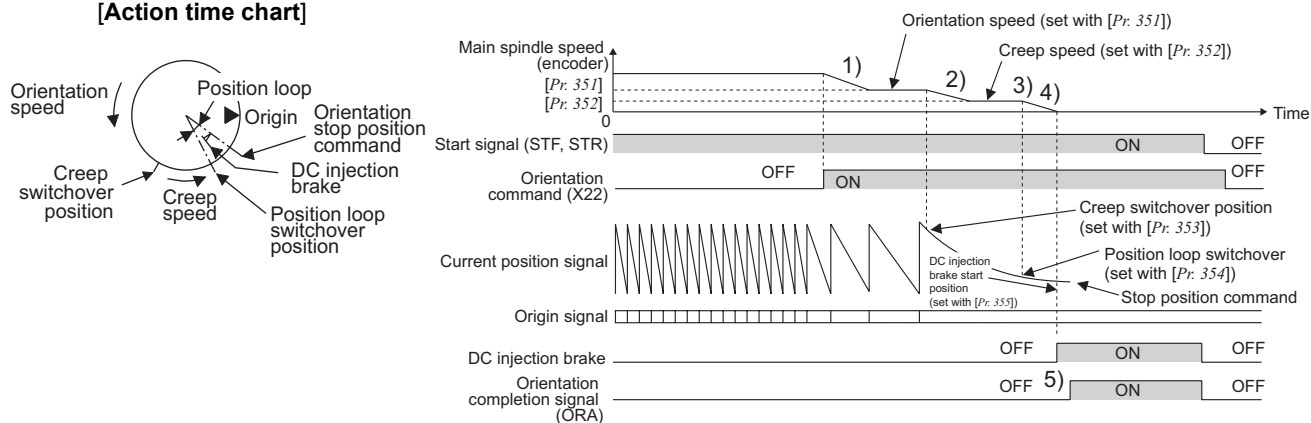 [Action time chart]
Orientation
speed
Position loop
Origin
Orientation
stop position
command
DC injection
brake
Creep
switchover
position
Creep
speed
Position loop
switchover
position
Orientation speed (set with [Pr. 351])
Creep speed (set with [Pr. 352])
Main spindle speed
(encoder)
[Pr. 351]
[Pr. 352]
0
1)
2)
3)
4)
Time
Start signal (STF, STR)
ON
OFF
Orientation
command (X22)
OFF
ON
OFF
Current position signal
Creep switchover position
(set with [Pr. 353])
DC injection
brake start
position
(set with [Pr. 355])
Position loop switchover
(set with [Pr. 354])
Stop position command
Origin signal
DC injection brake
OFF
ON
OFF
Orientation
completion signal
(ORA)
OFF
5)
ON
OFF